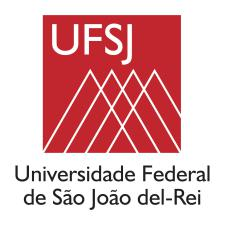 UFSJ
Universidade Federal
de São João del-Rei